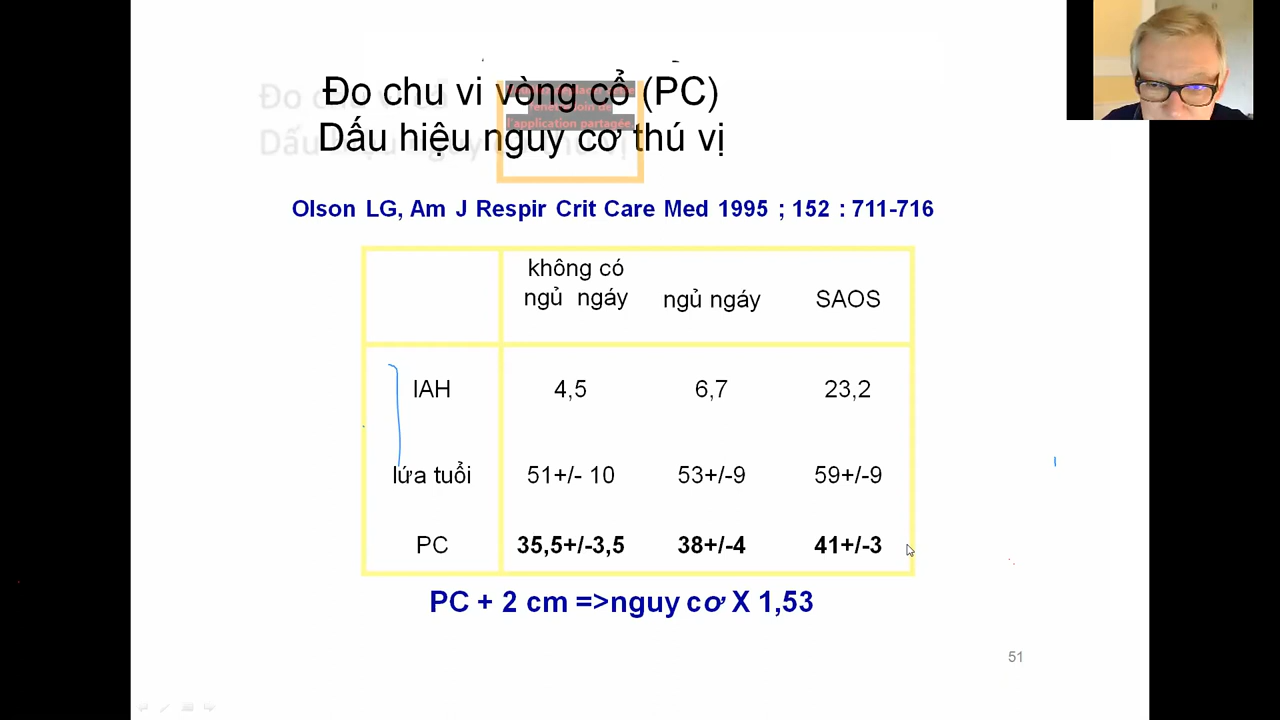 Đo chu vi vòng cổ (PC)
Dấu hiệu nguy cơ thú vị
l'application partagée
Olson LG, Am J Respir Crit Care Med 1995 ; 152 : 711-716
không có
ngủ ngáy ngủ ngáy SAOS
IAH 4,5 6,7 23,2
lứa tuổi 51+/- 10 53+/-9 59+/-9
PC 35,5+/-3,5 38+/-4 41+/-3
PC + 2 cm =>nguy cơ X 1,53
51